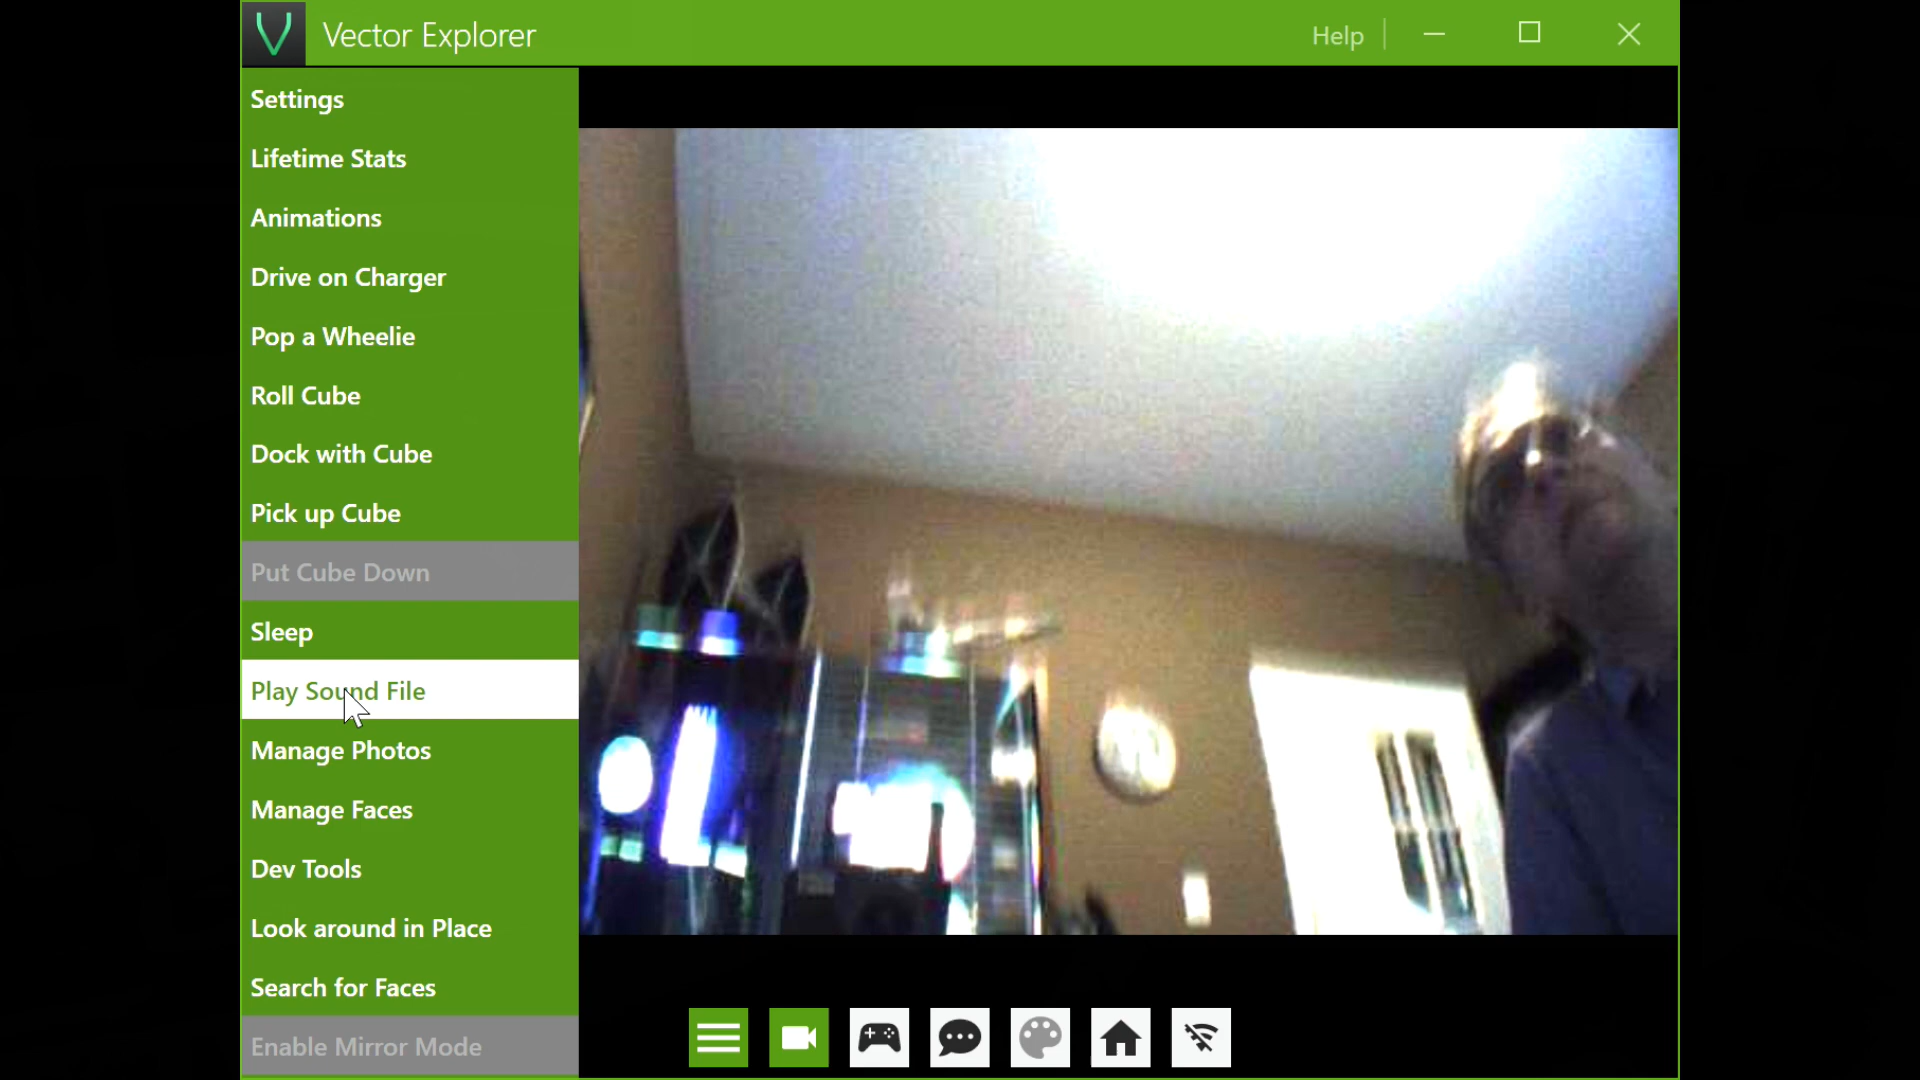 Vector Explorer
Help
Settings
Lifetime Stats
Animations
Drive on Charger
Pop a Wheelie
Roll Cube
Dock with Cube
Pick up Cube
Put Cube Down
Sleep
Play Sound File
Manage Photos
Manage Faces
Dev Tools
Look around in Place
Search for Faces
Enable Mirror Mode